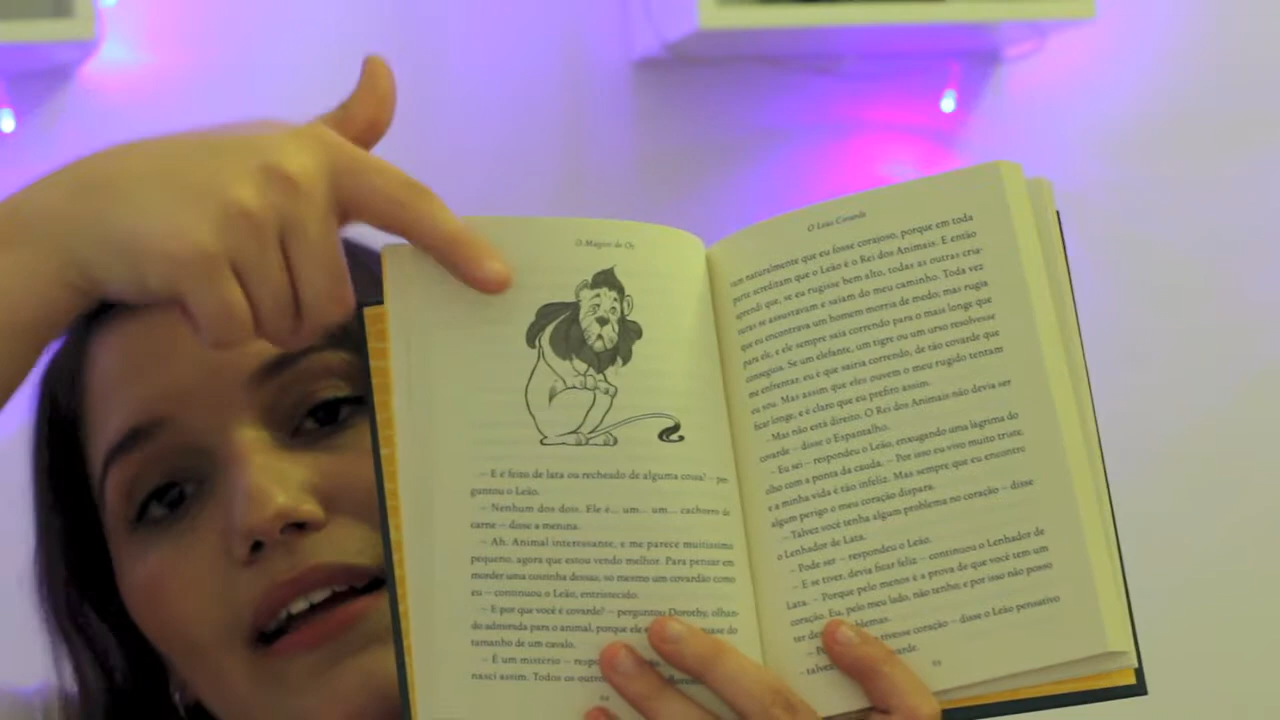 O Mágico de Oz
– E é feito de lata ou recheado de alguma coisa? – per-
guntou o Leão.
– Nenhum dos dois. Ele é... um... um... cachorro de
carne – disse a menina.
– Ah. Animal interessante, e me parece muitíssimo
pequeno, agora que estou vendo melhor. Para pensar em
morder uma coisinha dessas, só mesmo um covardão como
eu – continuou o Leão, entristecido.
– E por que você é covarde? – perguntou Dorothy, olhan-
do admirada para o animal, porque ele quase do
tamanho de um cavalo.
– É um mistério –
nasci assim. Todos os
O Leão Covarde
ram naturalmente que eu fosse corajoso, porque em toda
parte acreditam que o Leão é o Rei dos Animais. E então
aprendi que, se eu rugisse bem alto, todas as outras cria-
turas se assustavam e saíam do meu caminho. Toda vez
que eu encontrava um homem morria de medo; mas rugia
para ele, e ele sempre saía correndo para o mais longe que
conseguia. Se um elefante, um tigre ou um urso resolvesse
me enfrentar, eu é que sairia correndo, de tão covarde que
eu sou. Mas assim que eles ouvem o meu rugido tentam
ficar longe, e é claro que eu prefiro assim.
– Mas não está direito. O Rei dos Animais não devia ser
covarde – disse o Espantalho.
– Eu sei – respondeu o Leão, enxugando uma lágrima do
olho com a ponta da cauda. – Por isso eu vivo muito triste,
e a minha vida é tão infeliz. Mas sempre que eu encontro
algum perigo o meu coração dispara.
– Talvez você tenha algum problema no coração – disse
o Lenhador de Lata.
– Pode ser – respondeu o Leão.
– E se tiver, devia ficar feliz – continuou o Lenhador de
Lata. – Porque pelo menos é a prova de que você tem um
coração. Eu, pelo meu lado, não tenho; e por isso não posso
ter
tivesse coração – disse o Leão pensativo
– talvez